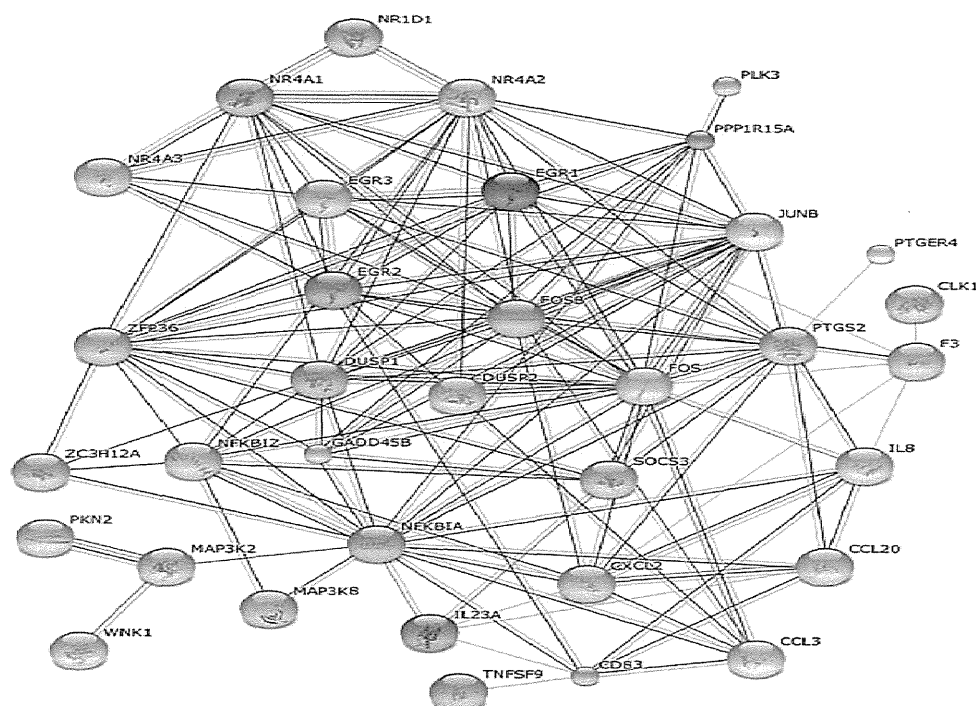 NR1D1
NR4A1
NR4A2
PLK3
PPP1R15A
NR4A3
EGR3
EGR1
JUNB
PTGER4
EGR2
CLK1
FOSB
ZFP36
PTGS2
F3
DUSP1
DUSP2
FOS
ZC3H12A
NFKBIZ
GADD45B
SOCS3
IL8
PKN2
MAP3K2
NFKBIA
CXCL2
CCL20
MAP3K8
IL23A
WNK1
TNFSF9
CD83
CCL3